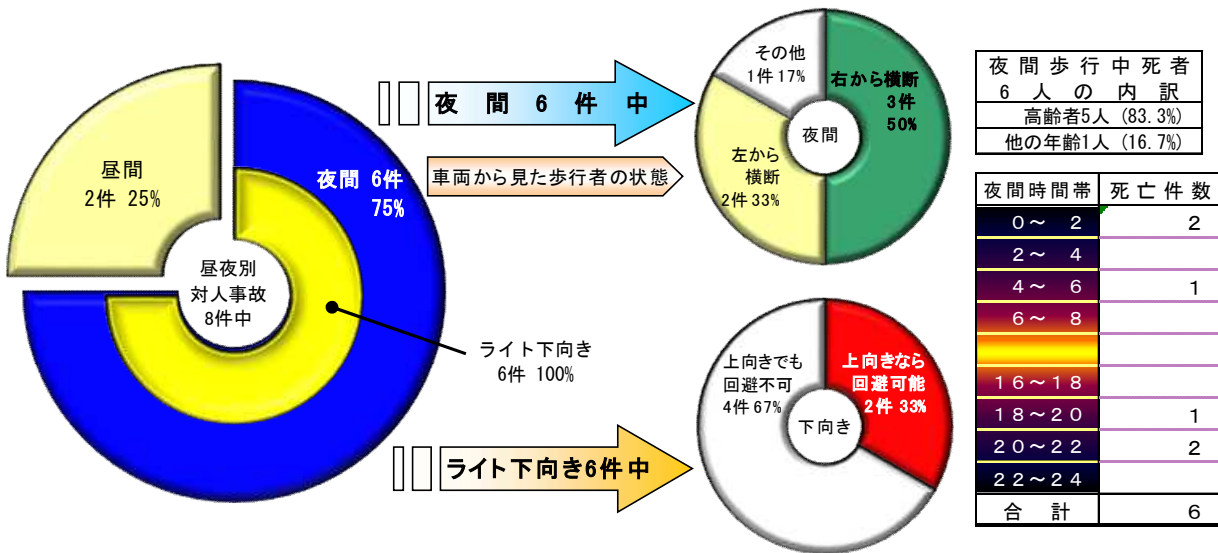 昼間
2件 25%
夜間 6件
75%
昼夜別
対人事故
8件中
ライト下向き
6件 100%
夜間6件中
車両から見た歩行者の状態
その他
1件 17%
右から横断
3件
50%
左から
横断
2件 33%
夜間
ライト下向き6件中
上向きでも
回避不可
4件 67%
上向きなら
回避可能
2件 33%
下向き
夜間歩行中死者
6人の内訳
高齢者5人 (83.3%)
他の年齢1人 (16.7%)
夜間時間帯 死亡件数
0～ 2 2
2～ 4
4～ 6 1
6～ 8
16～18
18～20 1
20～22 2
22～24
合計 6